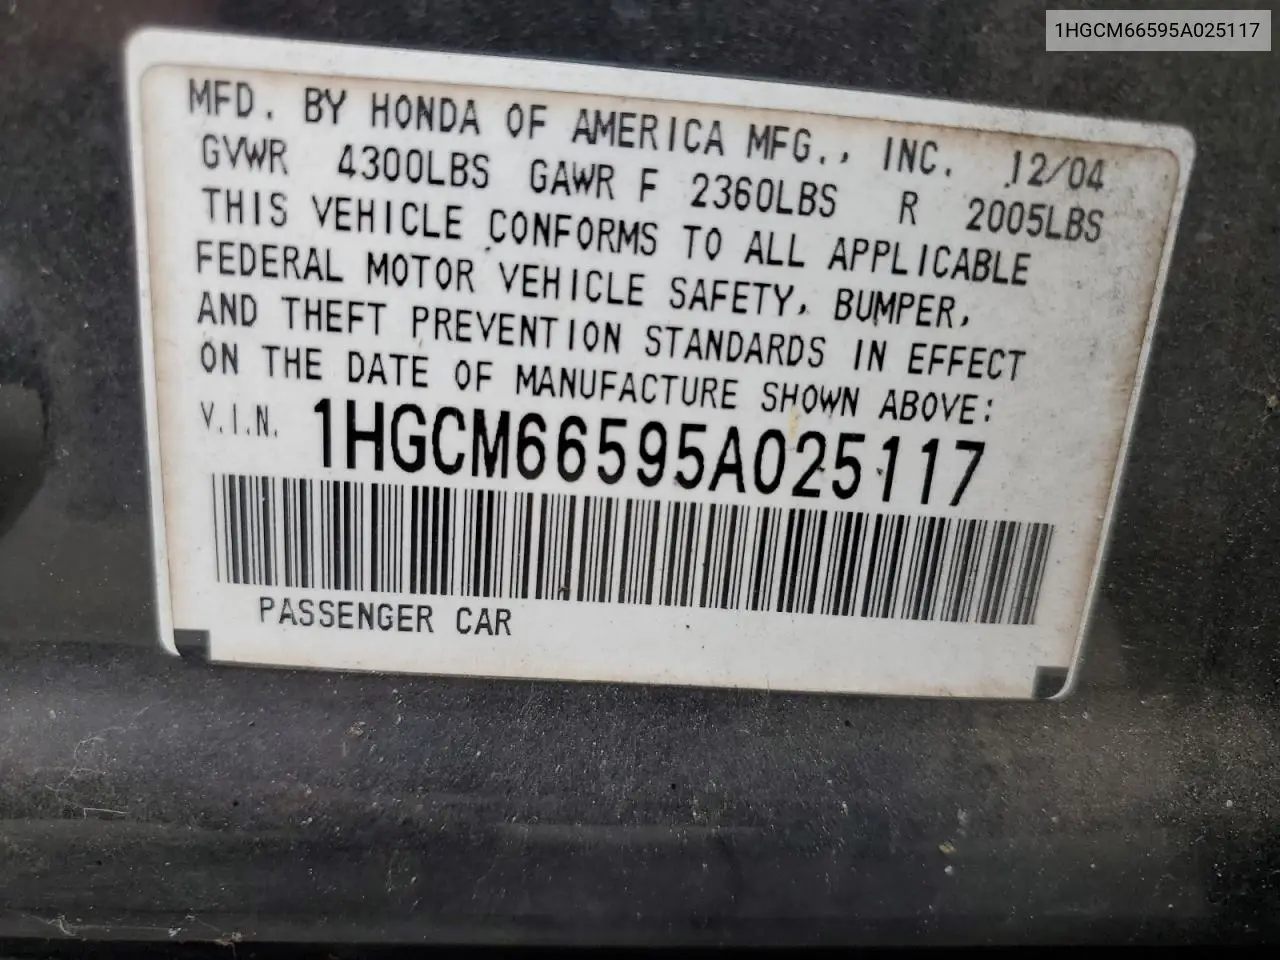 1HGCM66595A025117
MFD. BY HONDA OF AMERICA MFG., INC. 12/04
GVWR 4300LBS GAWR F 2360LBS R 2005LBS
THIS VEHICLE CONFORMS TO ALL APPLICABLE
FEDERAL MOTOR VEHICLE SAFETY, BUMPER,
AND THEFT PREVENTION STANDARDS IN EFFECT
ON THE DATE OF MANUFACTURE SHOWN ABOVE:
V.I.N. 1HGCM66595A025117
PASSENGER CAR